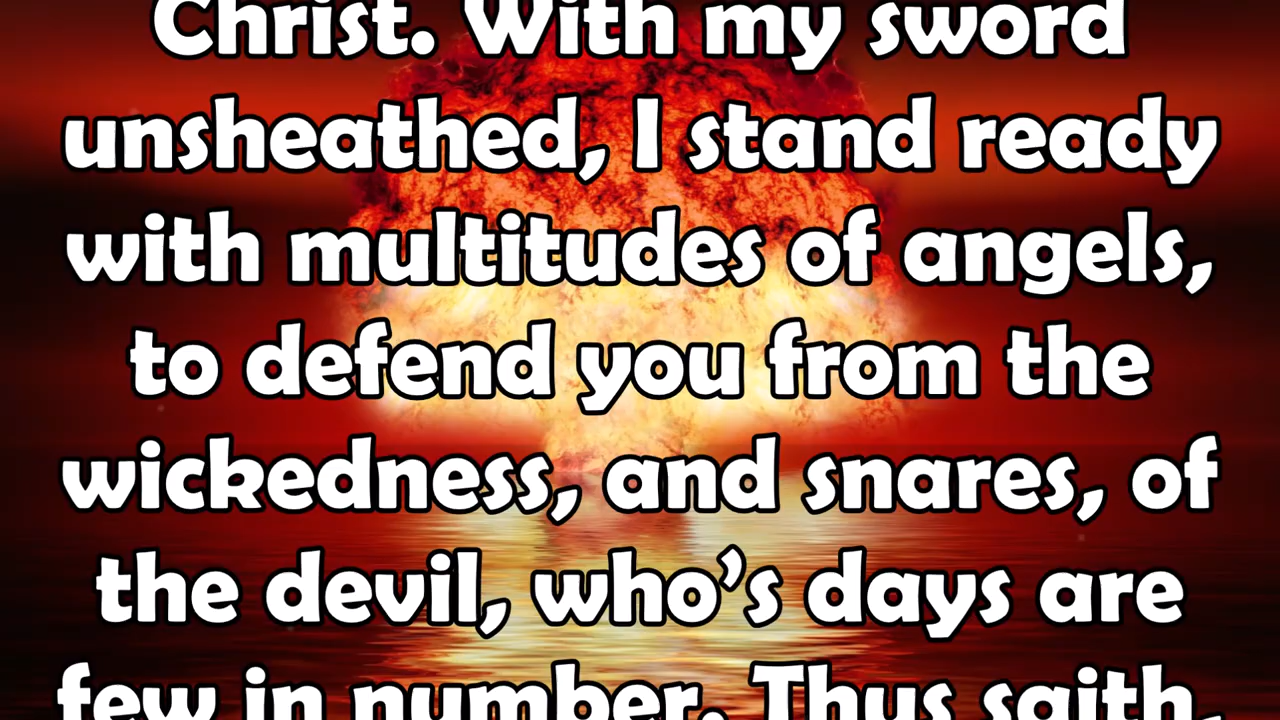 Christ. With my sword
unsheathed, I stand ready
with multitudes of angels,
to defend you from the
wickedness, and snares, of
the devil, who’s days are
few in number. Thus saith,